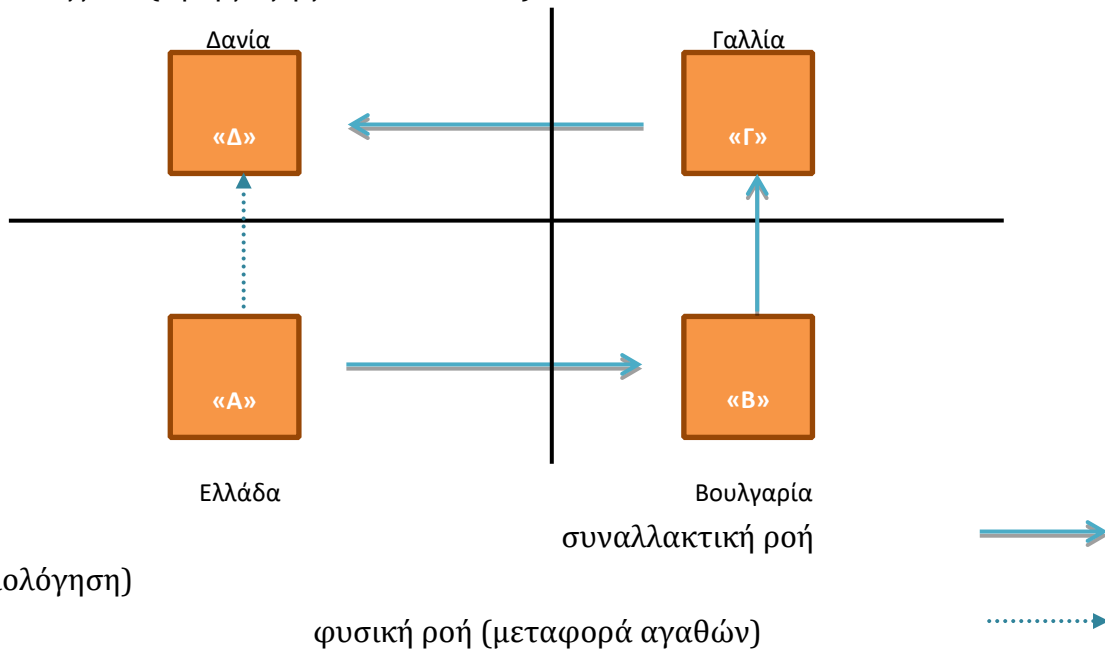 Δανία Γαλλία
«Δ» «Γ»
«Α» «Β»
Ελλάδα Βουλγαρία
συναλλακτική ροή
ολόγηση)
φυσική ροή (μεταφορά αγαθών)